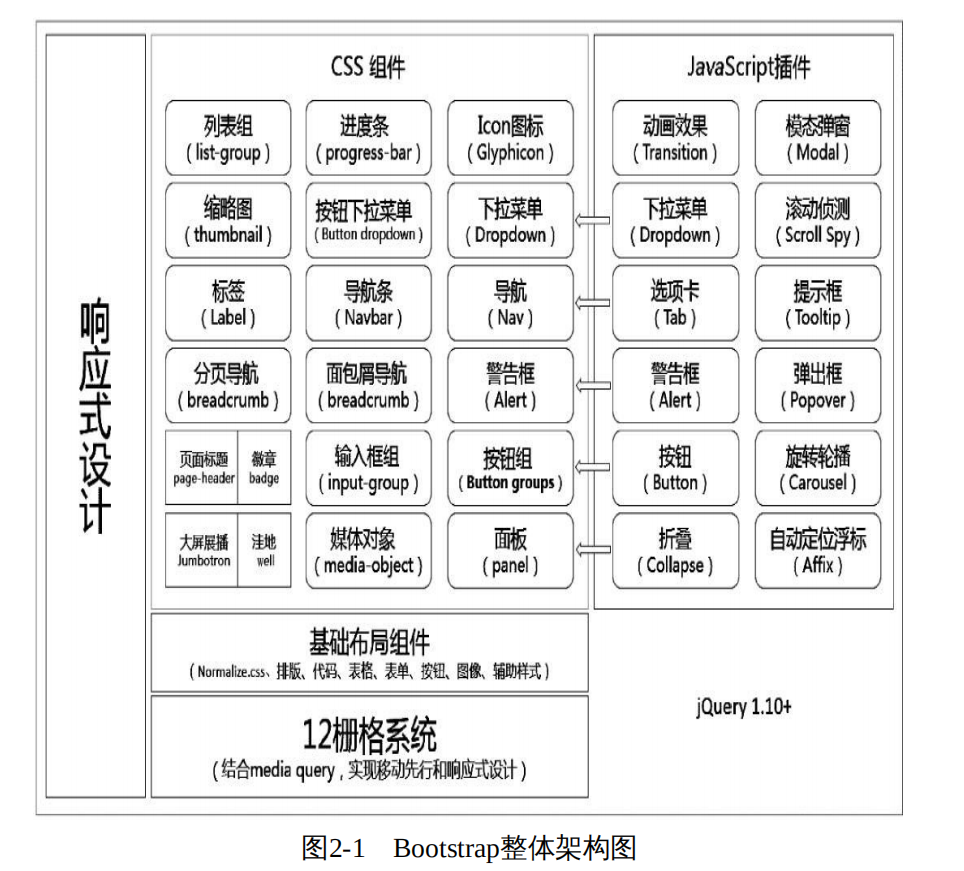 响应式设计
CSS 组件
列表组
(list-group)
进度条
(progress-bar)
Icon图标
(Glyphicon)
缩略图
(thumbnail)
按钮下拉菜单
(Button dropdown)
下拉菜单
(Dropdown)
标签
(Label)
导航条
(Navbar)
导航
(Nav)
分页导航
(breadcrumb)
面包屑导航
(breadcrumb)
警告框
(Alert)
页面标题
page-header
徽章
badge
输入框组
(input-group)
按钮组
(Button groups)
大屏展播
Jumbotron
洼地
well
媒体对象
(media-object)
面板
(panel)
JavaScript插件
动画效果
(Transition)
模态弹窗
(Modal)
下拉菜单
(Dropdown)
滚动侦测
(Scroll Spy)
选项卡
(Tab)
提示框
(Tooltip)
警告框
(Alert)
弹出框
(Popover)
按钮
(Button)
旋转轮播
(Carousel)
折叠
(Collapse)
自动定位浮标
(Affix)
基础布局组件
(Normalize.css、排版、代码、表格、表单、按钮、图像、辅助样式)
12栅格系统
(结合media query,实现移动先行和响应式设计)
jQuery 1.10+
图2-1 Bootstrap整体架构图